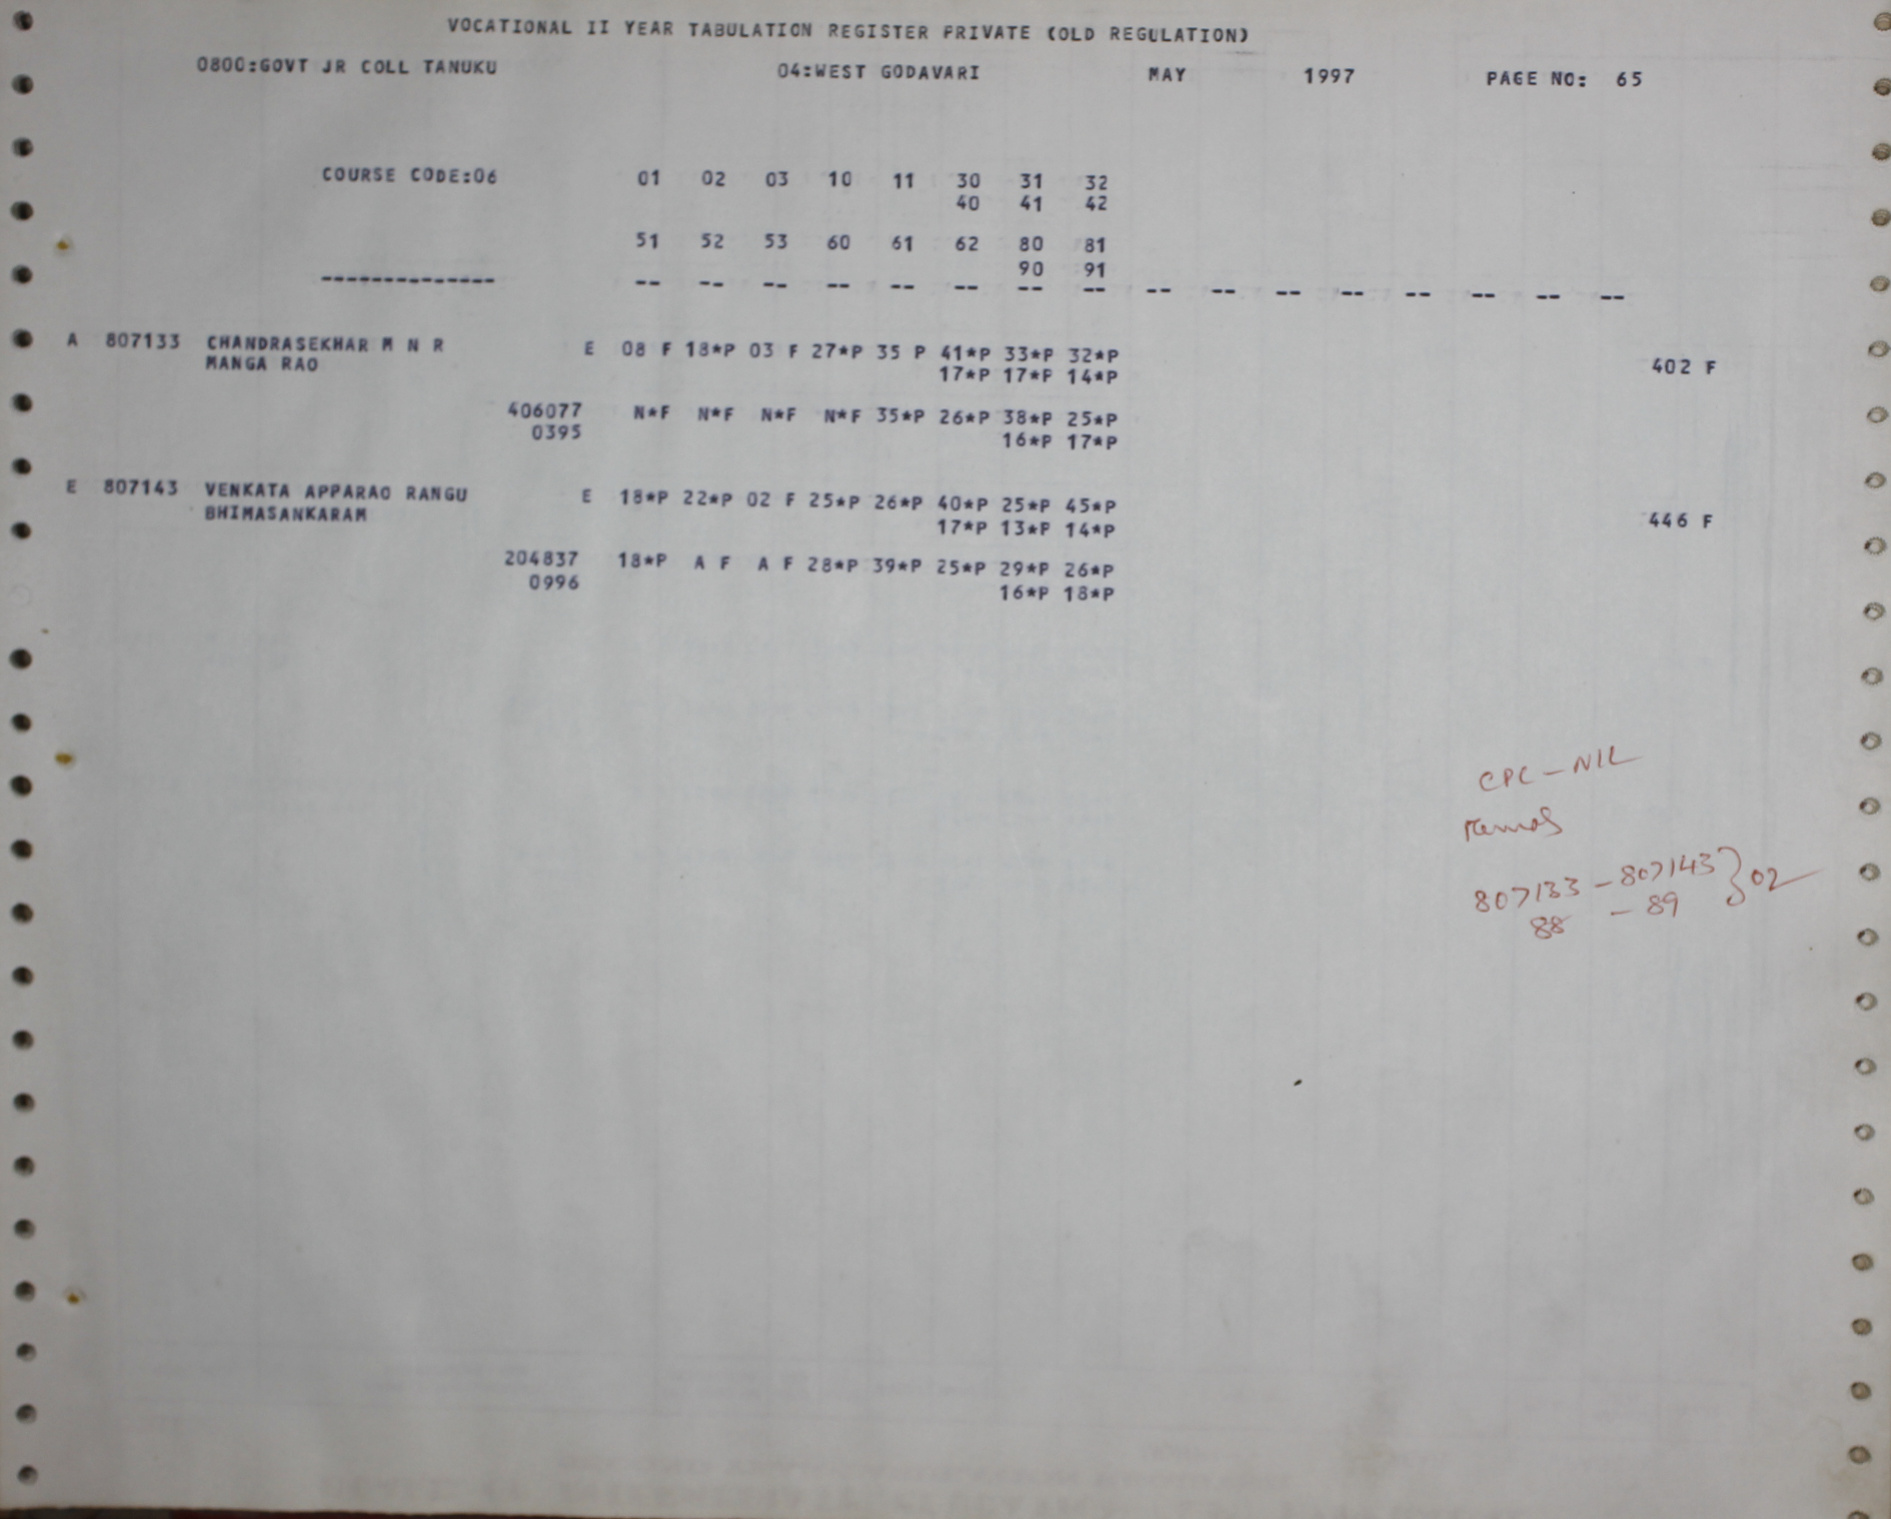 VOCATIONAL II YEAR TABULATION REGISTER PRIVATE (OLD REGULATION)
0800:GOVT JR COLL TANUKU 04:WEST GODAVARI MAY 1997 PAGE NO: 65
COURSE CODE:06 01 02 03 10 11 30 31 32
40 41 42
51 52 53 60 61 62 80 81
90 91
-------------- -- -- -- -- -- -- -- -- -- -- -- -- -- -- -- --
A 807133 CHANDRASEKHAR M N R E 08 F 18*P 03 F 27*P 35 P 41*P 33*P 32*P
MANGA RAO 17*P 17*P 14*P 402 F
406077 N*F N*F N*F N*F 35*P 26*P 38*P 25*P
0395 16*P 17*P
E 807143 VENKATA APPARAO RANGU E 18*P 22*P 02 F 25*P 26*P 40*P 25*P 45*P
BHIMASANKARAM 17*P 13*P 14*P 446 F
204837 18*P A F A F 28*P 39*P 25*P 29*P 26*P
0996 16*P 18*P
CPC - NIL
807133 - 807143 } 02
88 - 89